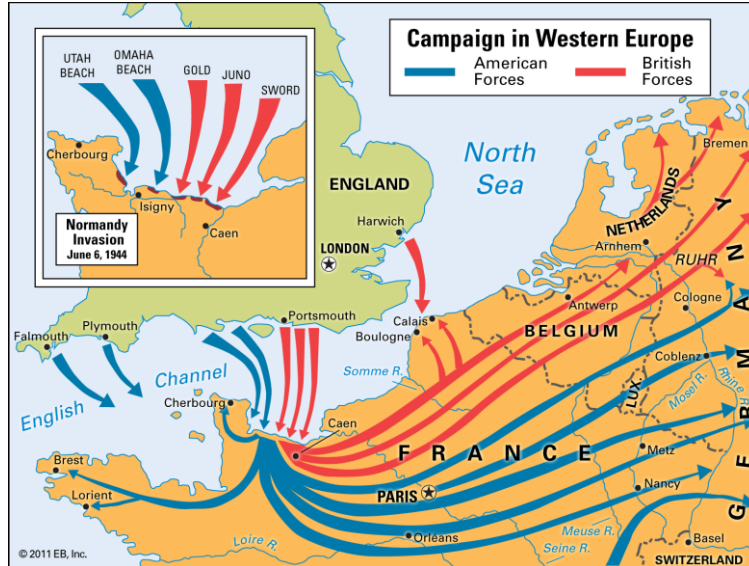 Campaign in Western Europe
American
Forces
British
Forces
UTAH
BEACH
OMAHA
BEACH
GOLD
JUNO
SWORD
Cherbourg
Isigny
Caen
Normandy
Invasion
June 6, 1944
North
Sea
ENGLAND
Harwich
LONDON
Portsmouth
Plymouth
Falmouth
English
Channel
Bremen
NETHERLANDS
Arnhem
RUHR
Antwerp
Cologne
BELGIUM
Calais
Boulogne
Somme R.
Coblenz
LUX.
Mosel R.
Rhine R.
GERMANY
Cherbourg
Caen
FRANCE
Brest
Lorient
PARIS
Metz
Nancy
Orléans
Loire R.
Meuse R.
Seine R.
Basel
SWITZERLAND
© 2011 EB, Inc.